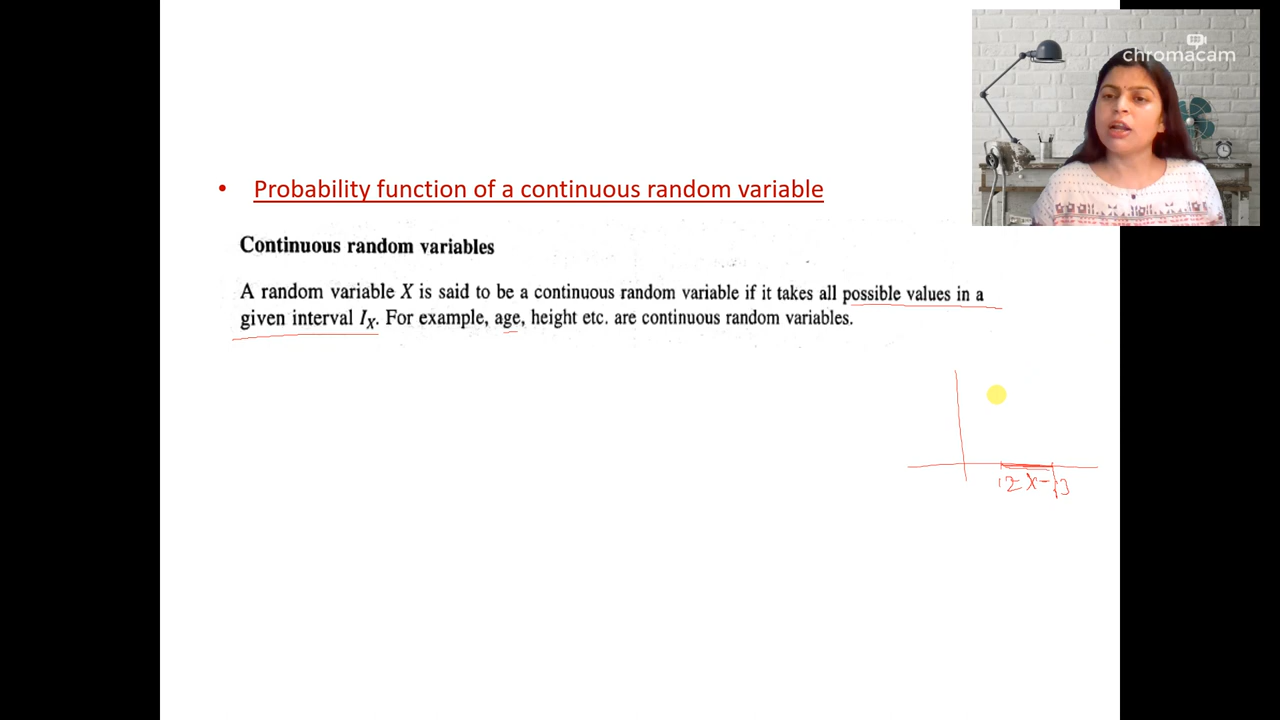 chromacam
• Probability function of a continuous random variable
Continuous random variables
A random variable X is said to be a continuous random variable if it takes all possible values in a
given interval I_X. For example, age, height etc. are continuous random variables.
12 X - 13